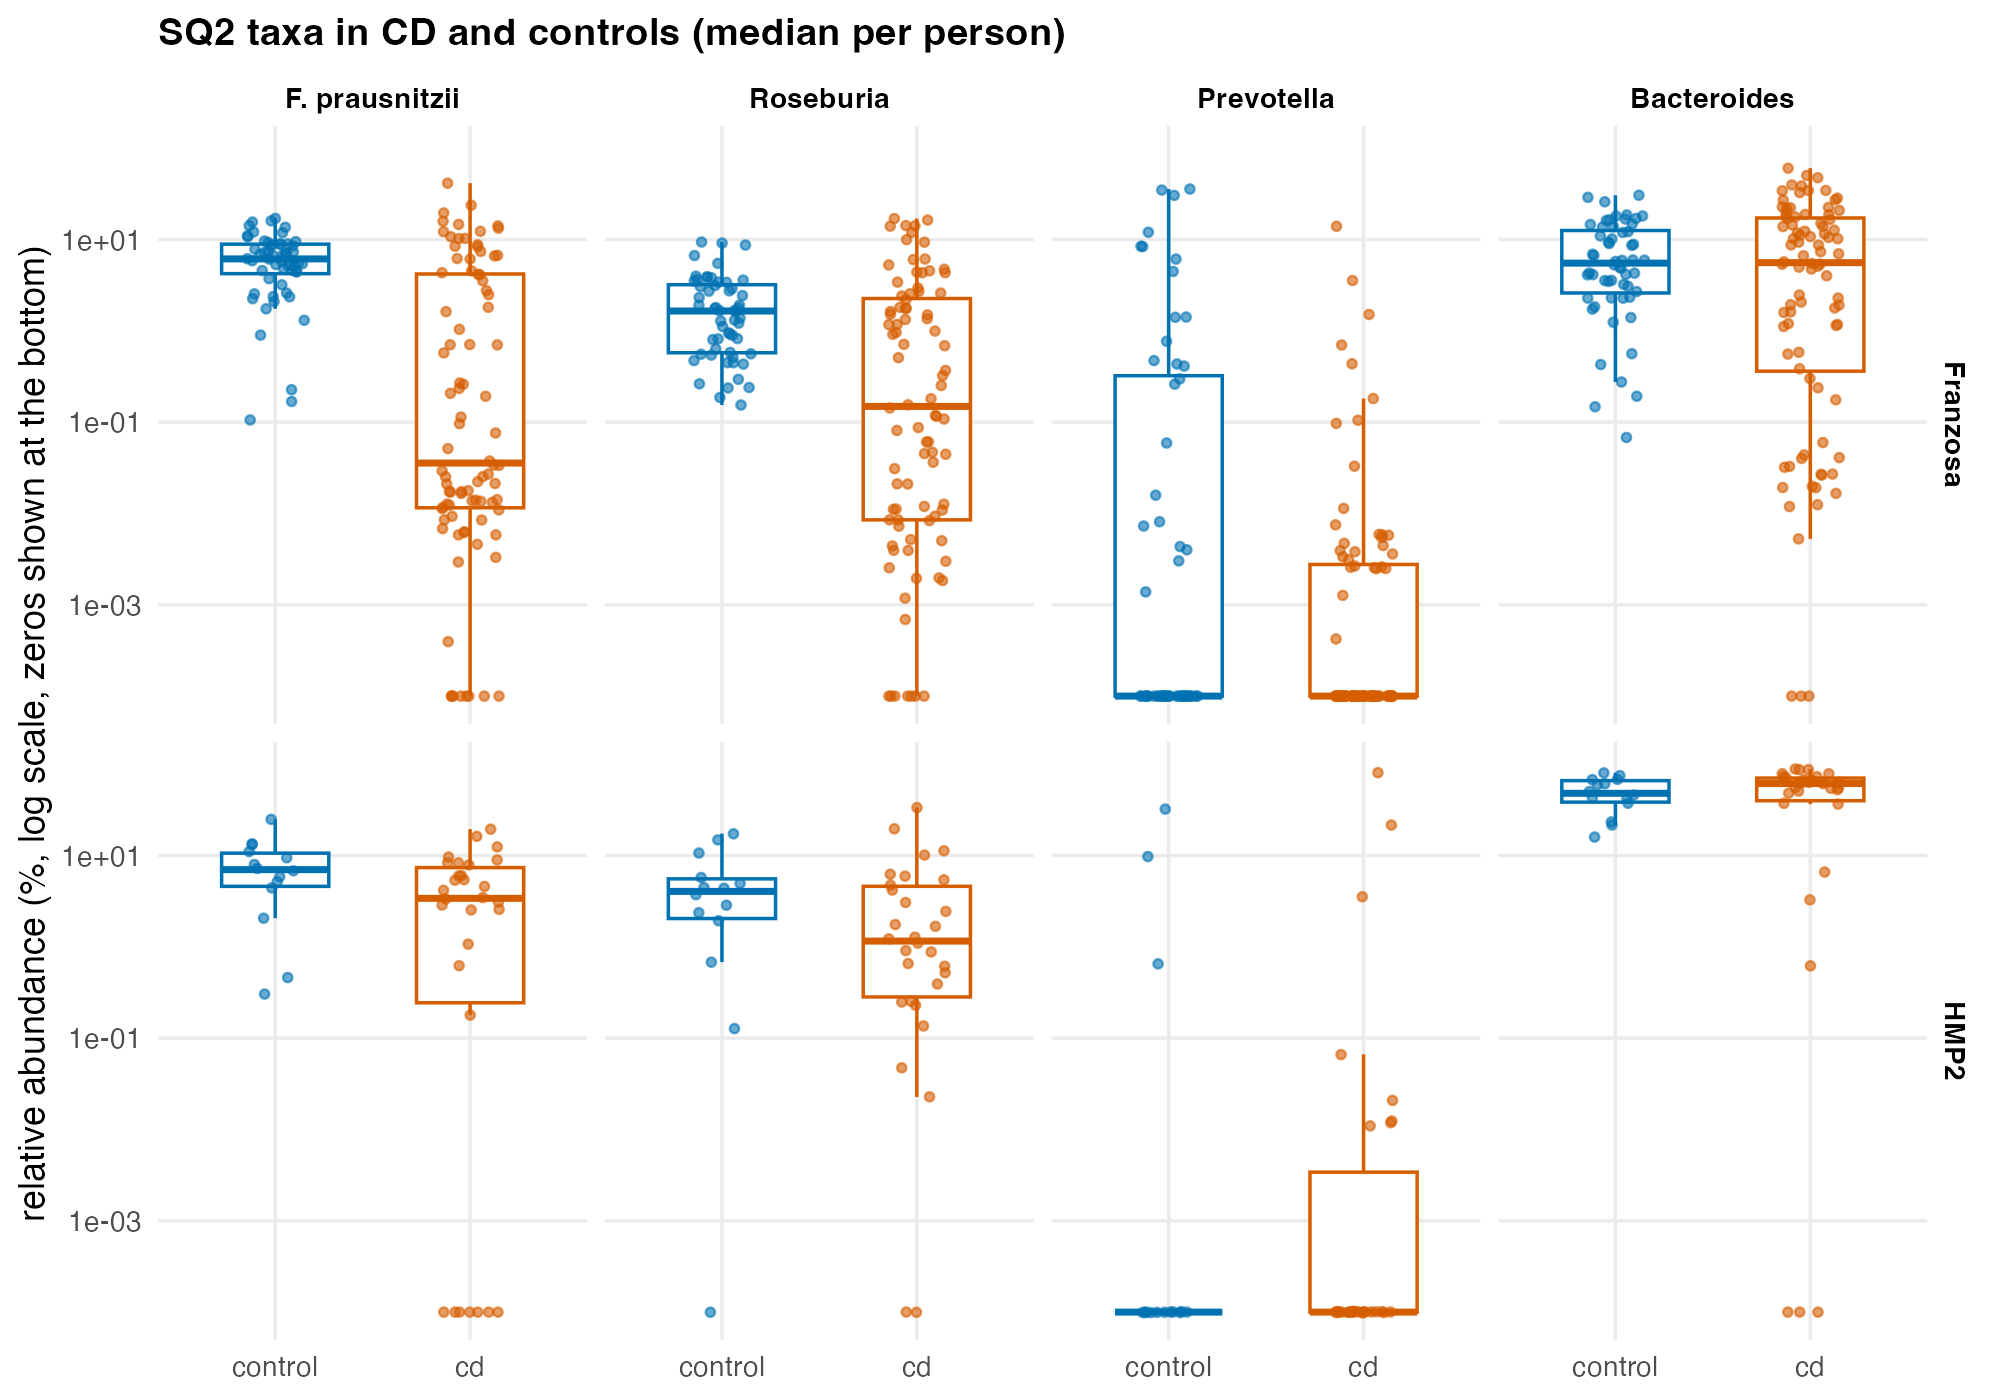 SQ2 taxa in CD and controls (median per person)
F. prausnitzii
Roseburia
Prevotella
Bacteroides
relative abundance (%, log scale, zeros shown at the bottom)
1e+01
1e-01
1e-03
Franzosa
1e+01
1e-01
1e-03
HMP2
control
cd
control
cd
control
cd
control
cd